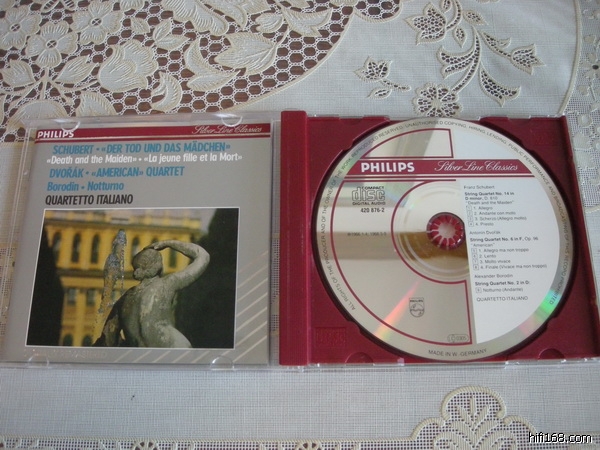 PHILIPS
Silver Line Classics
SCHUBERT · «DER TOD UND DAS MÄDCHEN»
«Death and the Maiden» · «La jeune fille et la Mort»
DVOŘÁK · «AMERICAN» QUARTET
Borodin · Notturno
QUARTETTO ITALIANO
PHILIPS
Silver Line Classics
COMPACT
disc
DIGITAL AUDIO
420 876-2
Franz Schubert
String Quartet No. 14 in
D minor, D. 810
"Death and the Maiden"
1 Allegro
2 Andante con moto
3 Scherzo (Allegro molto)
4 Presto
Antonín Dvořák
String Quartet No. 6 in F, Op. 96
"American"
Allegro ma non troppo
Lento
Molto vivace
Finale (Vivace ma non troppo)
Alexander Borodin
String Quartet No. 2 in D:
Notturno (Andante)
QUARTETTO ITALIANO
MADE IN W. GERMANY
hifi168.com